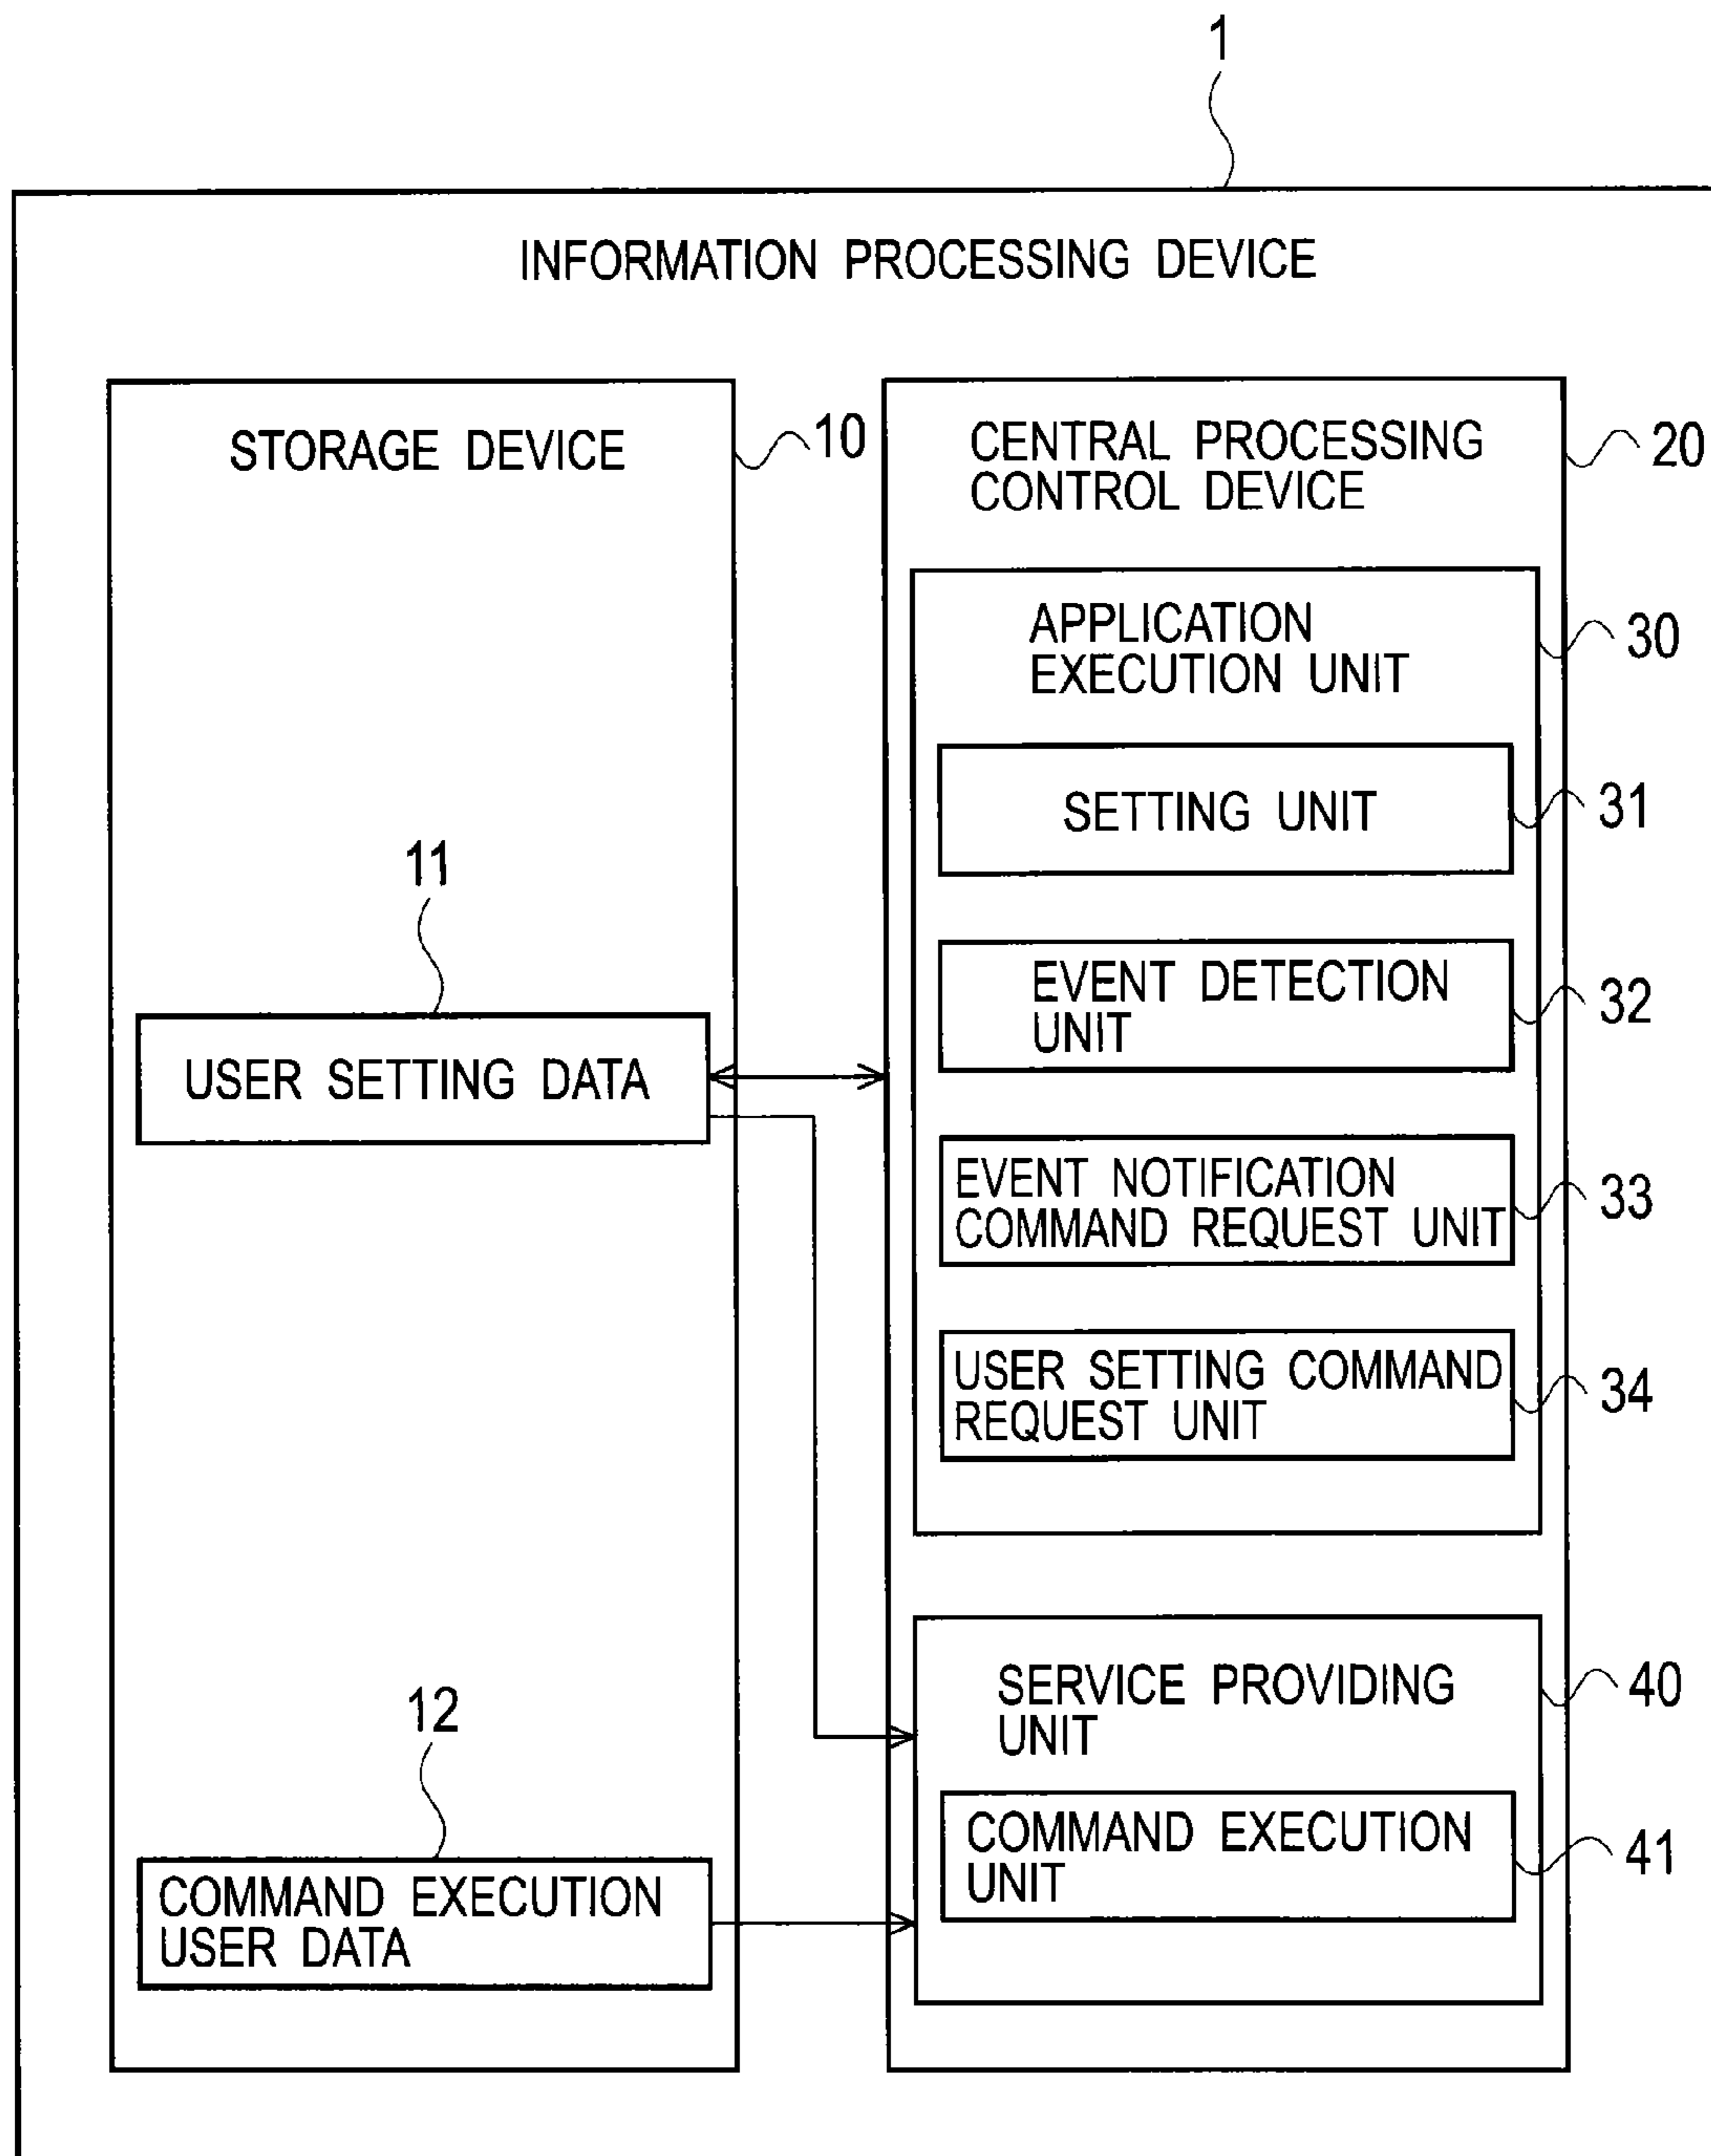 1
INFORMATION PROCESSING DEVICE
STORAGE DEVICE
10
11
USER SETTING DATA
12
COMMAND EXECUTION
USER DATA
CENTRAL PROCESSING
CONTROL DEVICE
20
APPLICATION
EXECUTION UNIT
30
SETTING UNIT
31
EVENT DETECTION
UNIT
32
EVENT NOTIFICATION
COMMAND REQUEST UNIT
33
USER SETTING COMMAND
REQUEST UNIT
34
SERVICE PROVIDING
UNIT
40
COMMAND EXECUTION
UNIT
41